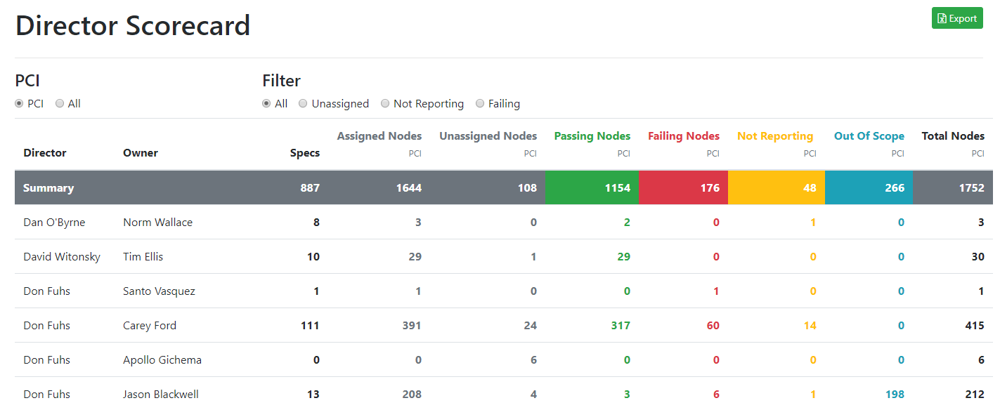 Director Scorecard
Export
PCI Filter
PCI All All Unassigned Not Reporting Failing
Assigned Nodes Unassigned Nodes Passing Nodes Failing Nodes Not Reporting Out Of Scope Total Nodes
Director Owner Specs PCI PCI PCI PCI PCI PCI PCI
Summary 887 1644 108 1154 176 48 266 1752
Dan O'Byrne Norm Wallace 8 3 0 2 0 1 0 3
David Witonsky Tim Ellis 10 29 1 29 0 0 0 30
Don Fuhs Santo Vasquez 1 1 0 0 1 0 0 1
Don Fuhs Carey Ford 111 391 24 317 60 14 0 415
Don Fuhs Apollo Gichema 0 0 6 0 0 0 0 6
Don Fuhs Jason Blackwell 13 208 4 3 6 1 198 212